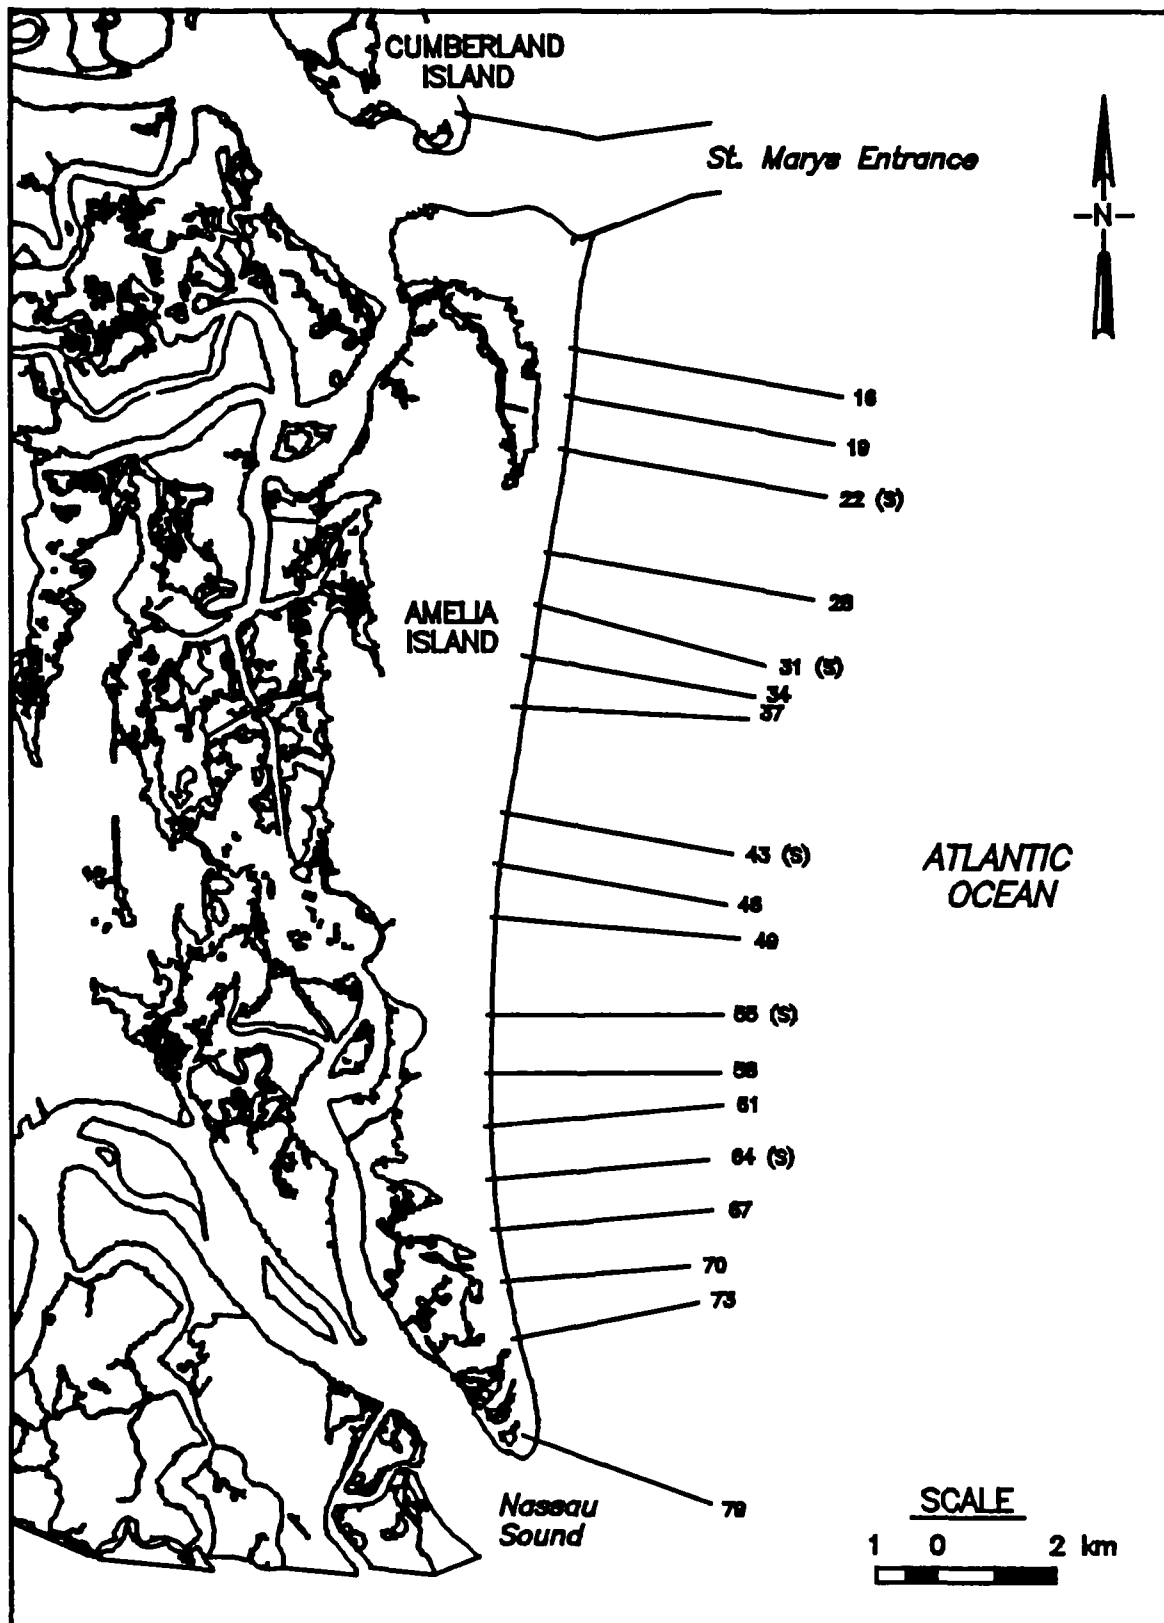 CUMBERLAND
ISLAND
St. Marys Entrance
N
16
19
22 (S)
28
AMELIA
ISLAND
31 (S)
34
37
43 (S)
46
ATLANTIC
OCEAN
49
55 (S)
58
61
64 (S)
67
70
73
79
Nassau
Sound
SCALE
1 0 2 km